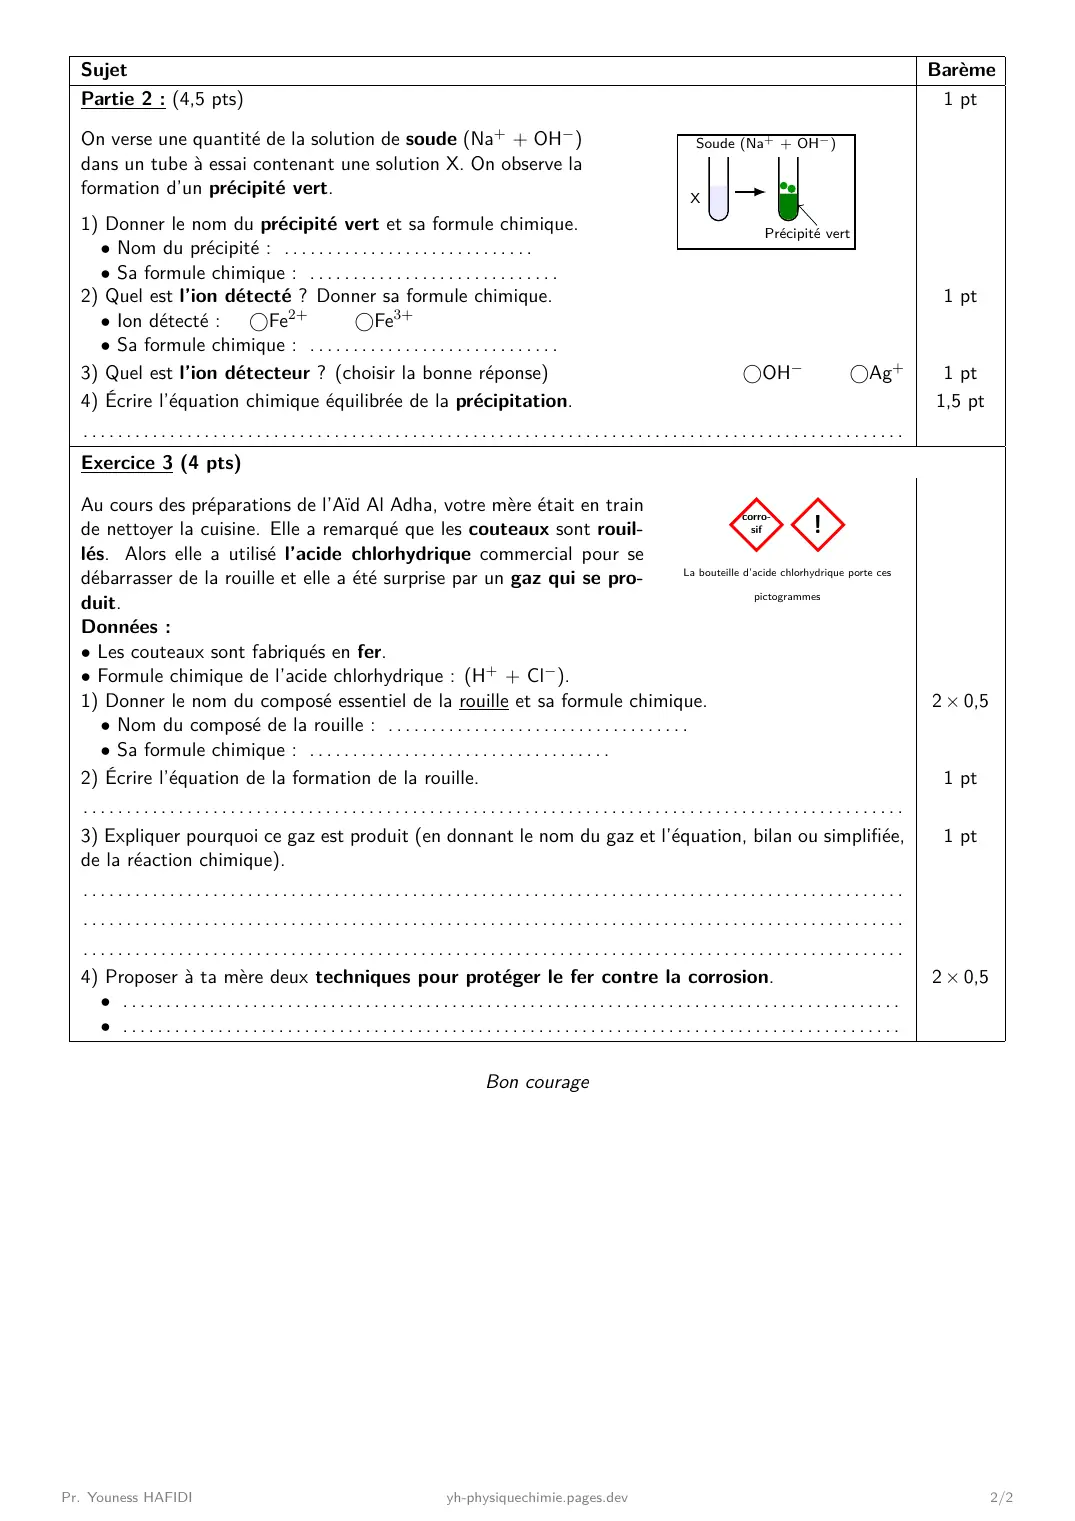 Sujet Barème
Partie 2 : (4,5 pts) 1 pt
On verse une quantité de la solution de soude (Na⁺ + OH⁻)
dans un tube à essai contenant une solution X. On observe la
formation d'un précipité vert.
Soude (Na⁺ + OH⁻)
X
Précipité vert
1) Donner le nom du précipité vert et sa formule chimique.
• Nom du précipité : .............................
• Sa formule chimique : .............................
2) Quel est l'ion détecté ? Donner sa formule chimique. 1 pt
• Ion détecté : ◯Fe²⁺ ◯Fe³⁺
• Sa formule chimique : .............................
3) Quel est l'ion détecteur ? (choisir la bonne réponse) ◯OH⁻ ◯Ag⁺ 1 pt
4) Écrire l'équation chimique équilibrée de la précipitation. 1,5 pt
................................................................................................
Exercice 3 (4 pts)
Au cours des préparations de l'Aïd Al Adha, votre mère était en train
de nettoyer la cuisine. Elle a remarqué que les couteaux sont rouil-
lés. Alors elle a utilisé l'acide chlorhydrique commercial pour se
débarrasser de la rouille et elle a été surprise par un gaz qui se pro-
duit.
corro-
sif
!
La bouteille d'acide chlorhydrique porte ces
pictogrammes
Données :
• Les couteaux sont fabriqués en fer.
• Formule chimique de l'acide chlorhydrique : (H⁺ + Cl⁻).
1) Donner le nom du composé essentiel de la rouille et sa formule chimique. 2 × 0,5
• Nom du composé de la rouille : ...................................
• Sa formule chimique : ...................................
2) Écrire l'équation de la formation de la rouille. 1 pt
................................................................................................
3) Expliquer pourquoi ce gaz est produit (en donnant le nom du gaz et l'équation, bilan ou simplifiée, 1 pt
de la réaction chimique).
................................................................................................
................................................................................................
................................................................................................
4) Proposer à ta mère deux techniques pour protéger le fer contre la corrosion. 2 × 0,5
• ...........................................................................................
• ...........................................................................................
Bon courage
Pr. Youness HAFIDI yh-physiquechimie.pages.dev 2/2